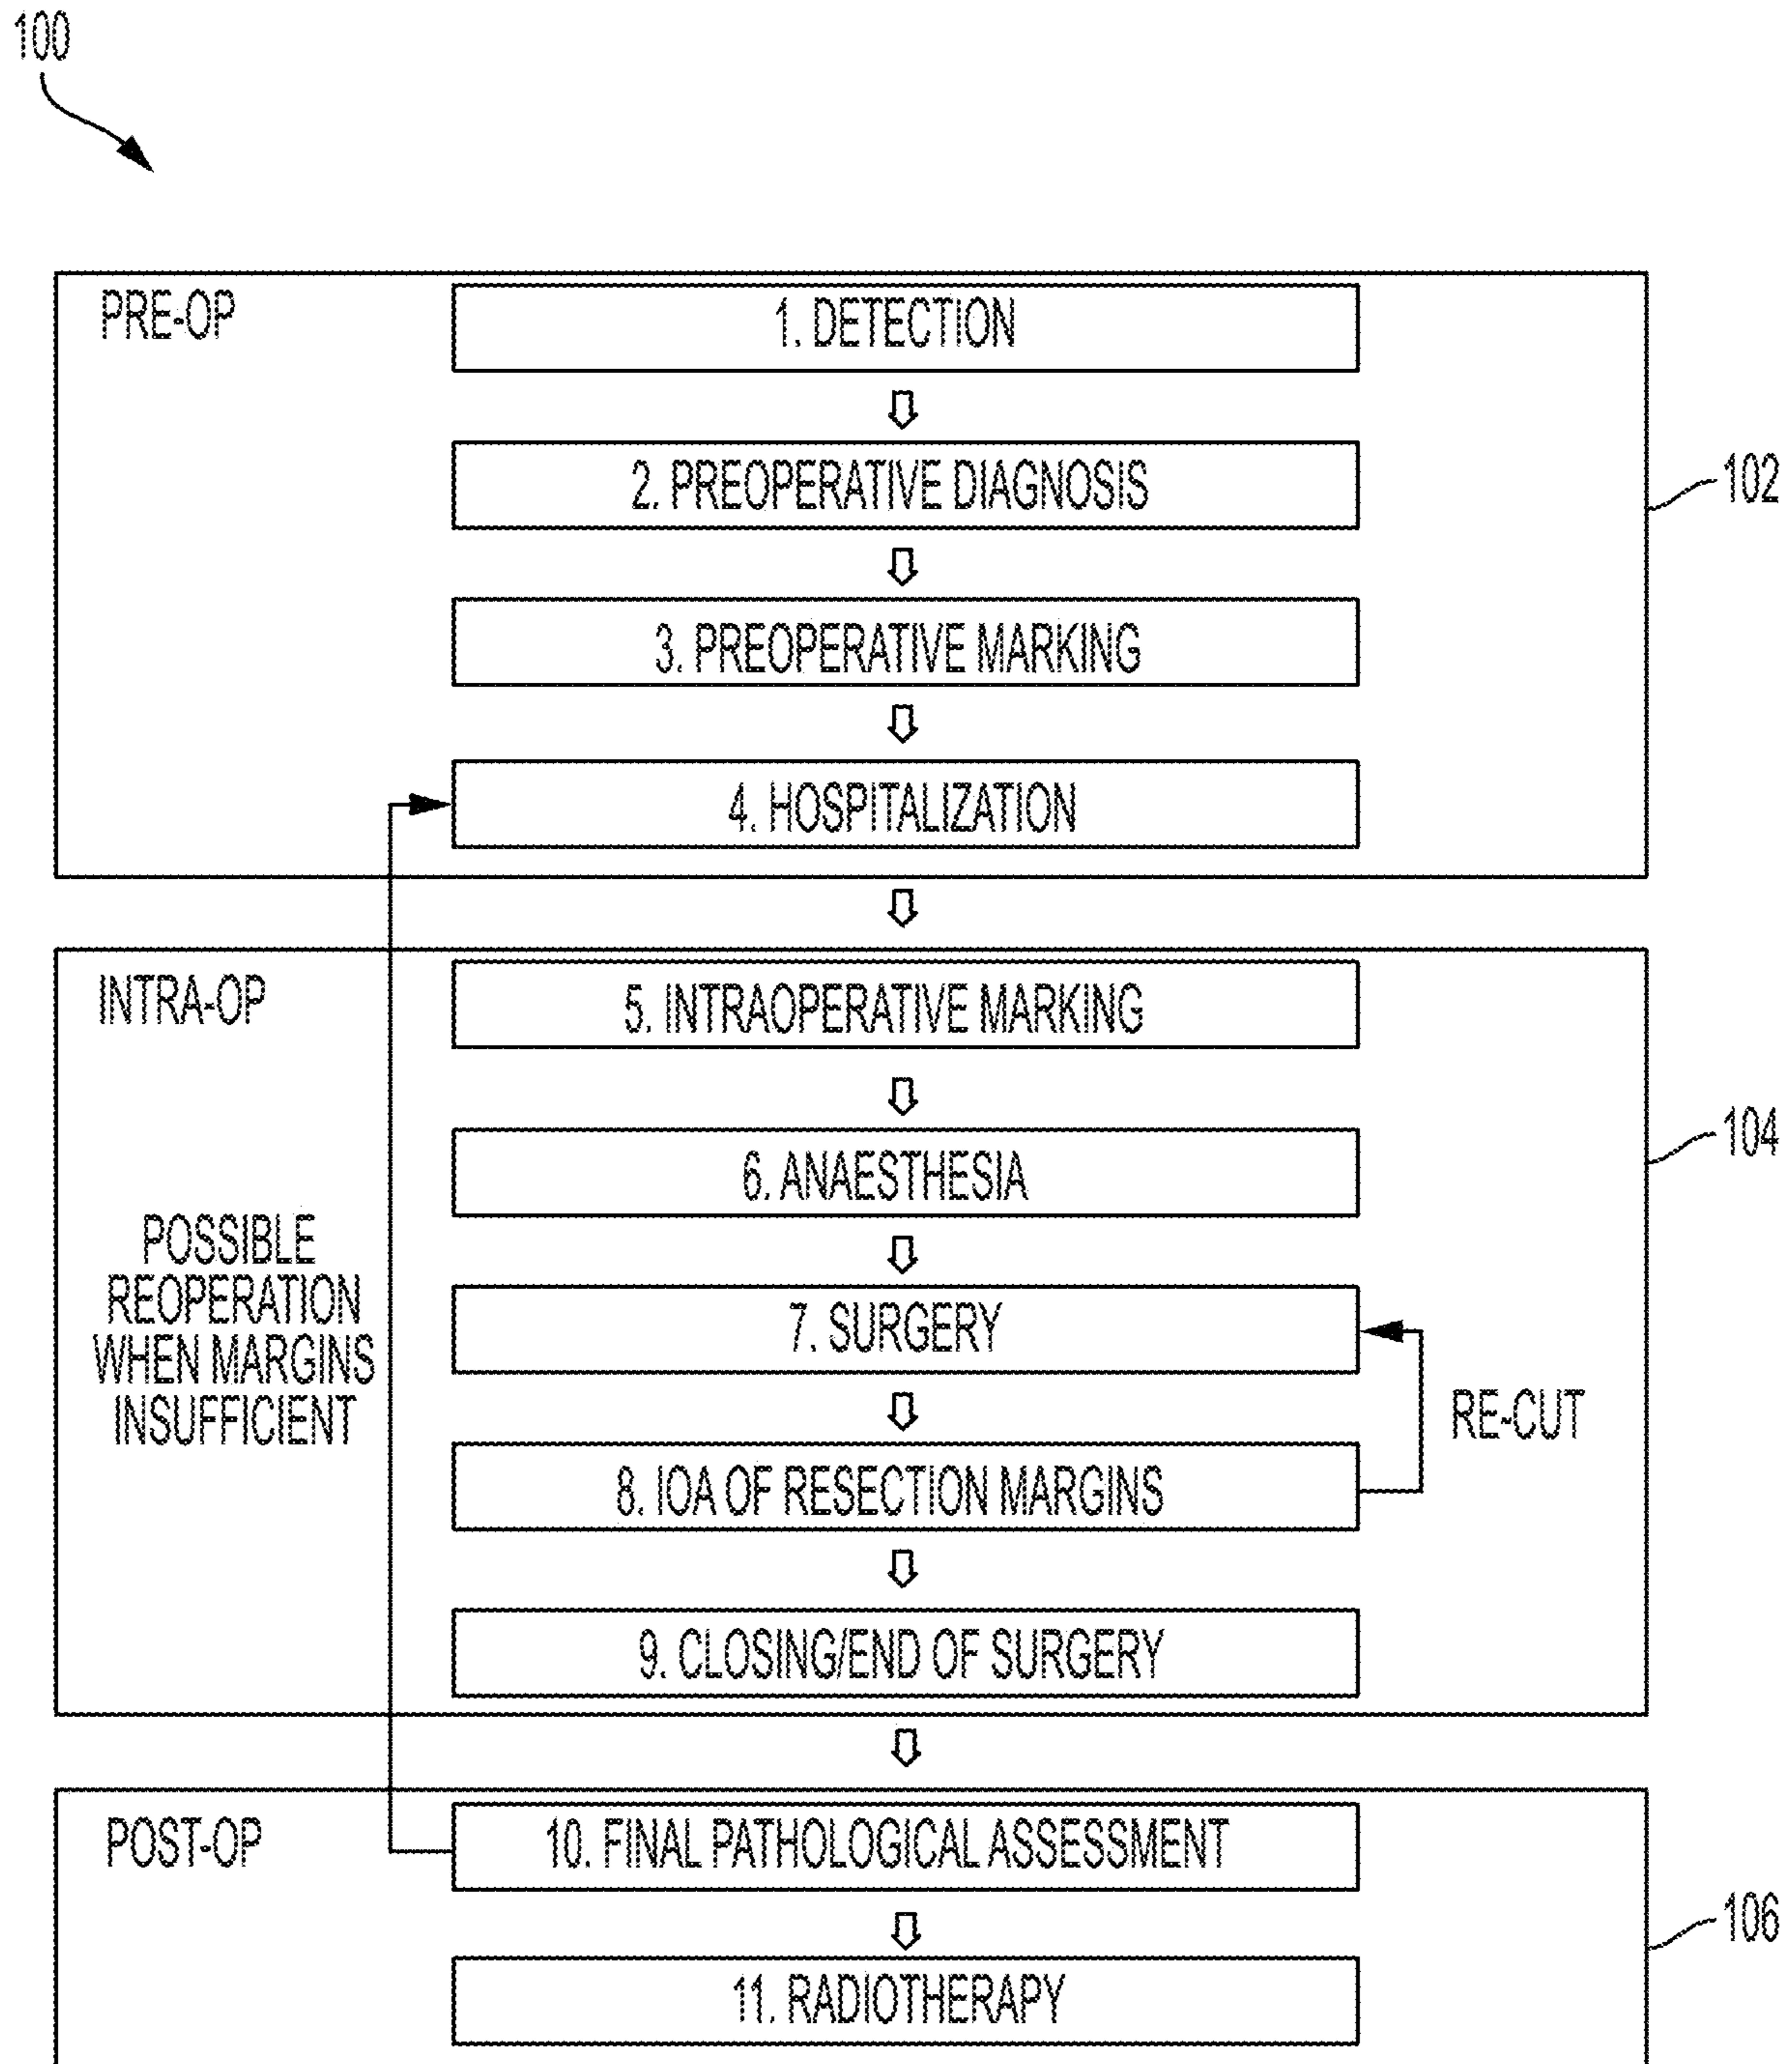 100
PRE-OP
1. DETECTION
2. PREOPERATIVE DIAGNOSIS
102
3. PREOPERATIVE MARKING
4. HOSPITALIZATION
INTRA-OP
5. INTRAOPERATIVE MARKING
104
6. ANAESTHESIA
POSSIBLE
REOPERATION
WHEN MARGINS
INSUFFICIENT
7. SURGERY
RE-CUT
8. IOA OF RESECTION MARGINS
9. CLOSING/END OF SURGERY
POST-OP
10. FINAL PATHOLOGICAL ASSESSMENT
106
11. RADIOTHERAPY